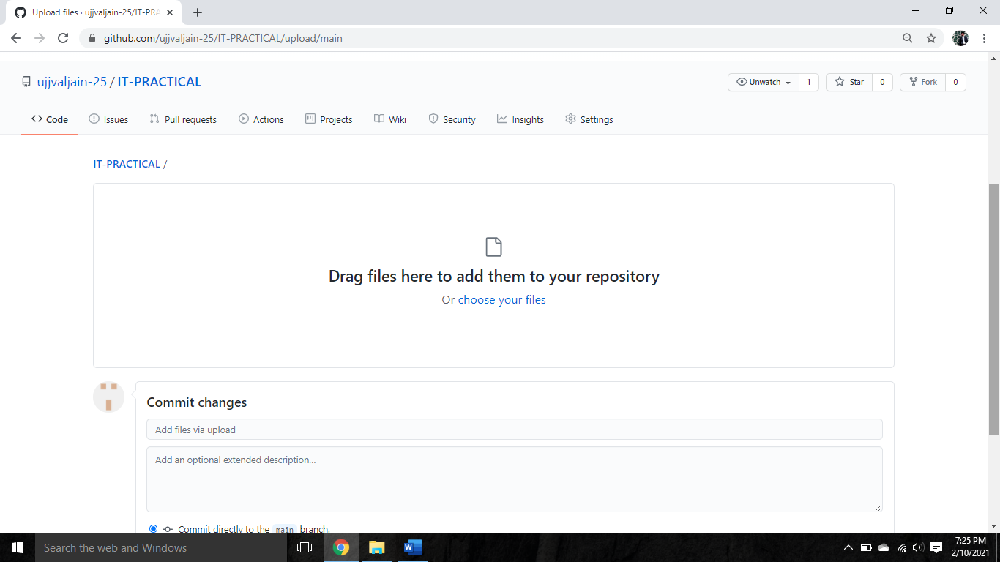 Upload files · ujjvaljain-25/IT-PRA
github.com/ujjvaljain-25/IT-PRACTICAL/upload/main
ujjvaljain-25 / IT-PRACTICAL
Unwatch 1 Star 0 Fork 0
Code Issues Pull requests Actions Projects Wiki Security Insights Settings
IT-PRACTICAL /
Drag files here to add them to your repository
Or choose your files
Commit changes
Add files via upload
Add an optional extended description...
Commit directly to the main branch.
Search the web and Windows
7:25 PM
2/10/2021